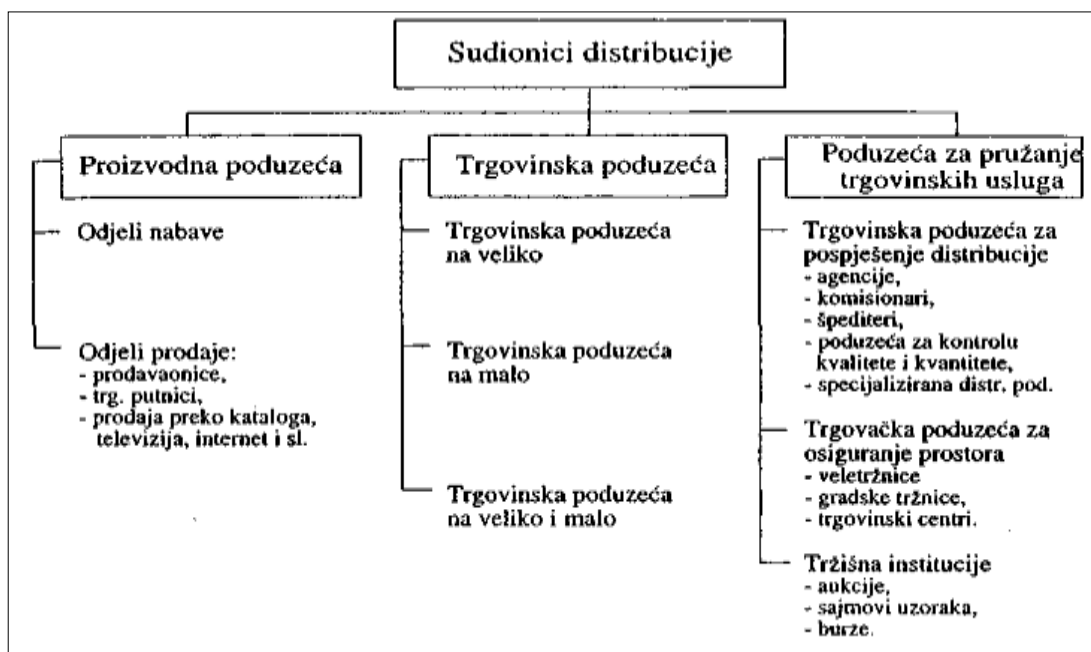 Sudionici distribucije
Proizvodna poduzeća
Odjeli nabave
Odjeli prodaje:
- prodavaonice,
- trg. putnici,
- prodaja preko kataloga,
televizija, internet i sl.
Trgovinska poduzeća
Trgovinska poduzeća
na veliko
Trgovinska poduzeća
na malo
Trgovinska poduzeća
na veliko i malo
Poduzeća za pružanje
trgovinskih usluga
Trgovinska poduzeća za
pospješenje distribucije
- agencije,
- komisionari,
- špediteri,
- poduzeća za kontrolu
kvalitete i kvantitete,
- specijalizirana distr. pod.
Trgovačka poduzeća za
osiguranje prostora
- veletržnice
- gradske tržnice,
- trgovinski centri.
Tržišna institucije
- aukcije,
- sajmovi uzoraka,
- burze.